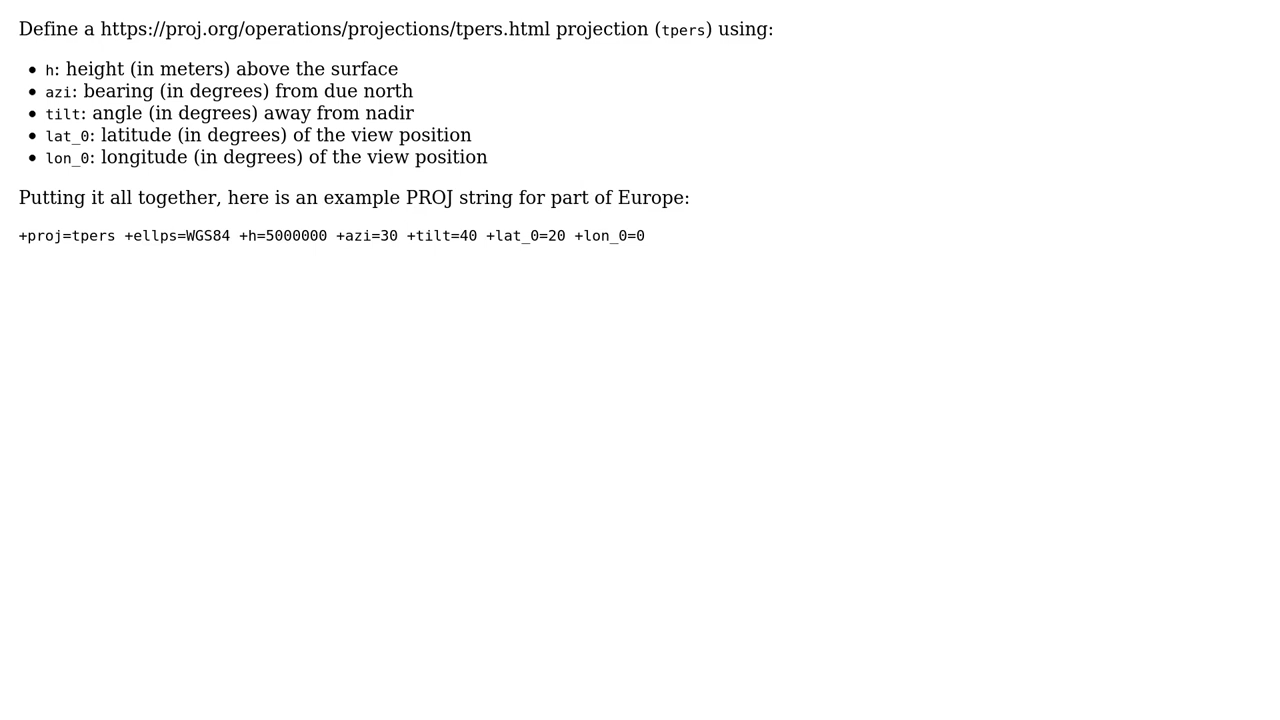 Define a https://proj.org/operations/projections/tpers.html projection (tpers) using:
• h: height (in meters) above the surface
• azi: bearing (in degrees) from due north
• tilt: angle (in degrees) away from nadir
• lat_0: latitude (in degrees) of the view position
• lon_0: longitude (in degrees) of the view position
Putting it all together, here is an example PROJ string for part of Europe:
+proj=tpers +ellps=WGS84 +h=5000000 +azi=30 +tilt=40 +lat_0=20 +lon_0=0